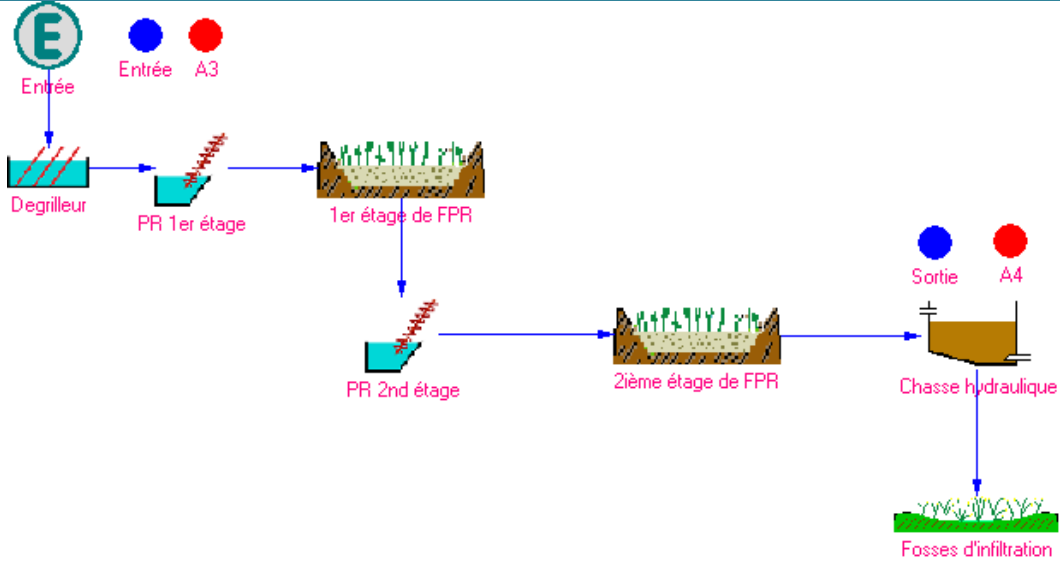 E
Entrée
Entrée
A3
Degrilleur
PR 1er étage
1er étage de FPR
Sortie
A4
PR 2nd étage
2ième étage de FPR
Chasse hydraulique
Fosses d'infiltration